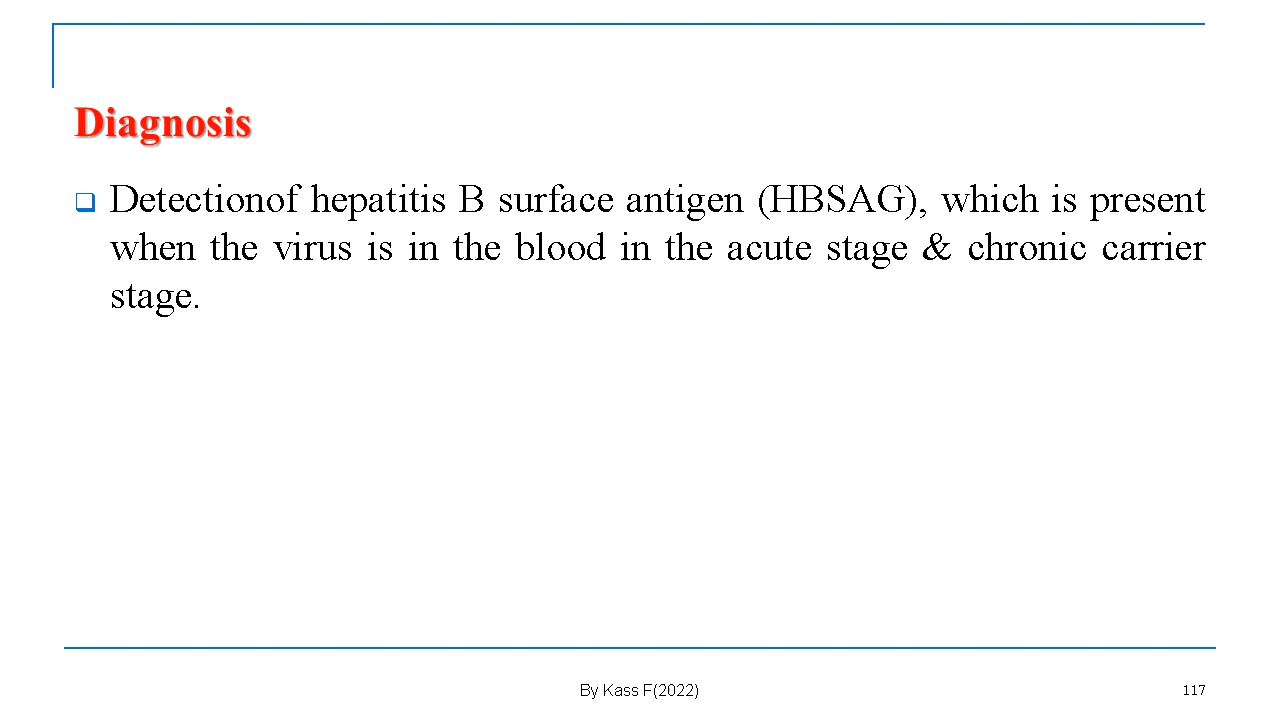 Diagnosis
Detectionof hepatitis B surface antigen (HBSAG), which is present
when the virus is in the blood in the acute stage & chronic carrier
stage.
By Kass F(2022)
117